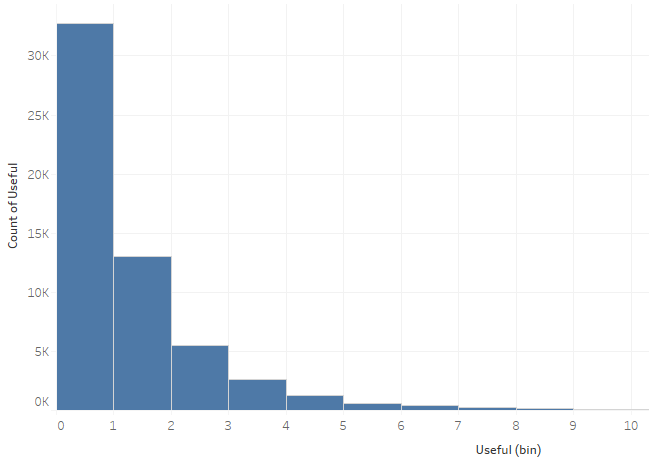 30K
25K
20K
15K
10K
5K
0K
Count of Useful
0 1 2 3 4 5 6 7 8 9 10
Useful (bin)